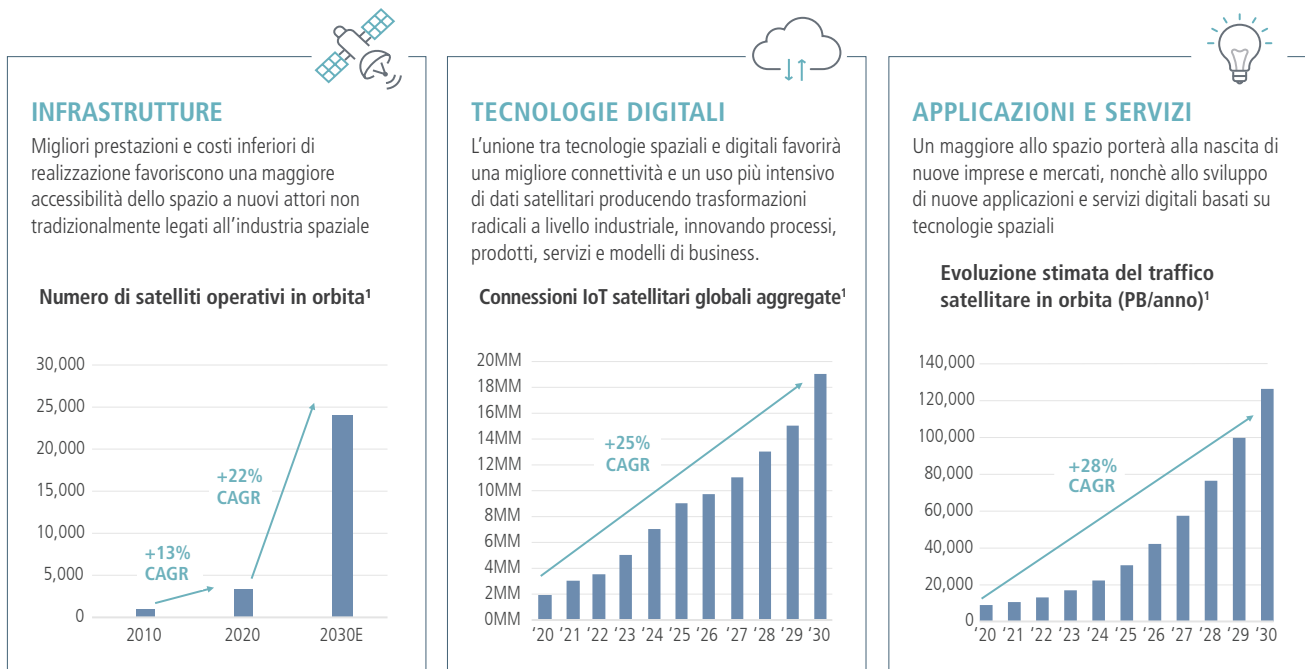 INFRASTRUTTURE
Migliori prestazioni e costi inferiori di
realizzazione favoriscono una maggiore
accessibilità dello spazio a nuovi attori non
tradizionalmente legati all'industria spaziale
Numero di satelliti operativi in orbita¹
30,000
25,000
20,000
15,000
10,000
5,000
0
+13%
CAGR
+22%
CAGR
2010 2020 2030E
TECNOLOGIE DIGITALI
L'unione tra tecnologie spaziali e digitali favorirà
una migliore connettività e un uso più intensivo
di dati satellitari producendo trasformazioni
radicali a livello industriale, innovando processi,
prodotti, servizi e modelli di business.
Connessioni IoT satellitari globali aggregate¹
20MM
18MM
16MM
14MM
12MM
10MM
8MM
6MM
4MM
2MM
0MM
+25%
CAGR
'20 '21 '22 '23 '24 '25 '26 '27 '28 '29 '30
APPLICAZIONI E SERVIZI
Un maggiore allo spazio porterà alla nascita di
nuove imprese e mercati, nonchè allo sviluppo
di nuove applicazioni e servizi digitali basati su
tecnologie spaziali
Evoluzione stimata del traffico
satellitare in orbita (PB/anno)¹
140,000
120,000
100,000
80,000
60,000
40,000
20,000
0
+28%
CAGR
'20 '21 '22 '23 '24 '25 '26 '27 '28 '29 '30